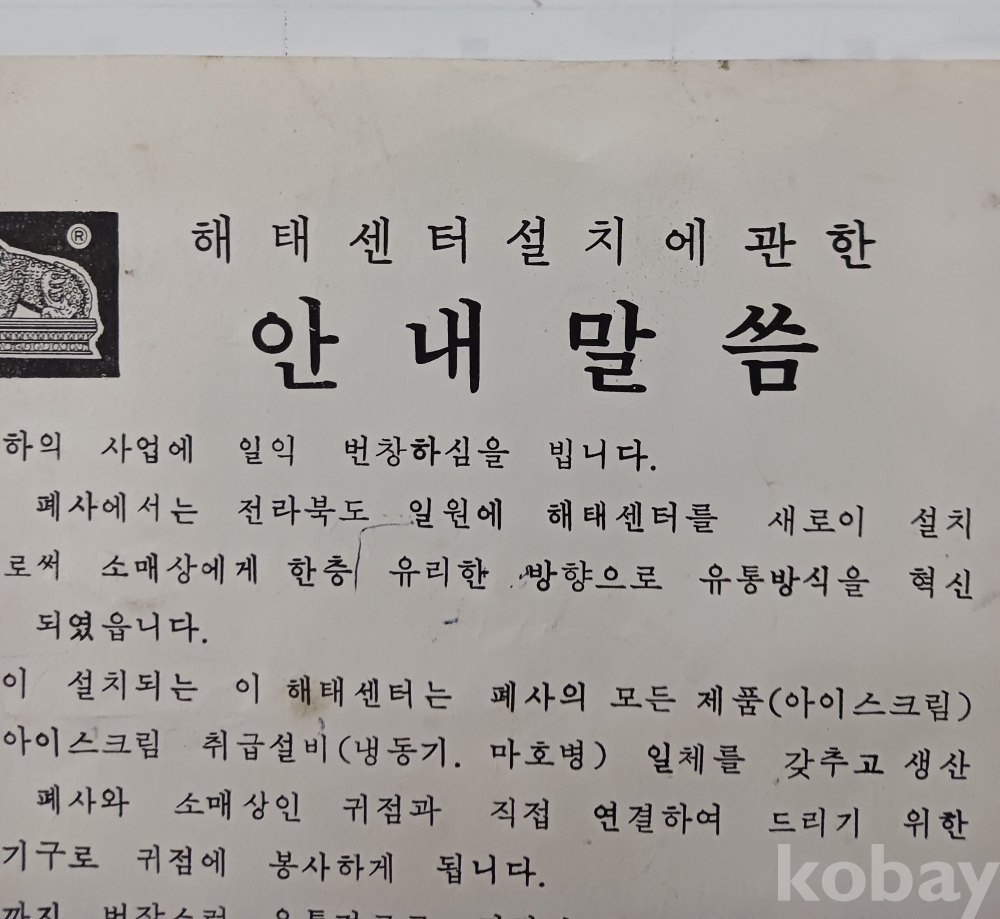 ®
해태센터설치에관한
안내말씀
하의 사업에 일익 번창하심을 빕니다.
폐사에서는 전라북도 일원에 해태센터를 새로이 설치
로써 소매상에게 한층 유리한 방향으로 유통방식을 혁신
되였읍니다.
이 설치되는 이 해태센터는 폐사의 모든 제품(아이스크림)
아이스크림 취급설비(냉동기. 마호병) 일체를 갖추고 생산
폐사와 소매상인 귀점과 직접 연결하여 드리기 위한
기구로 귀점에 봉사하게 됩니다.
까지
kobay